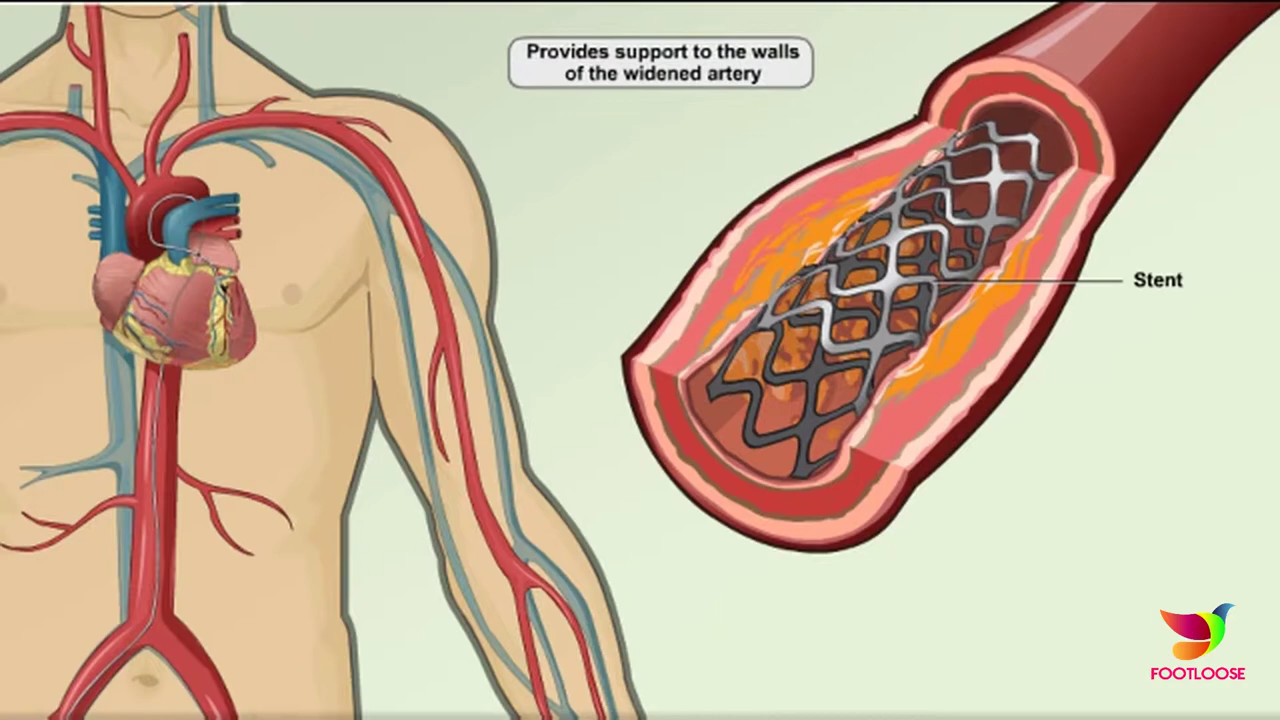 Provides support to the walls
of the widened artery
Stent
FOOTLOOSE